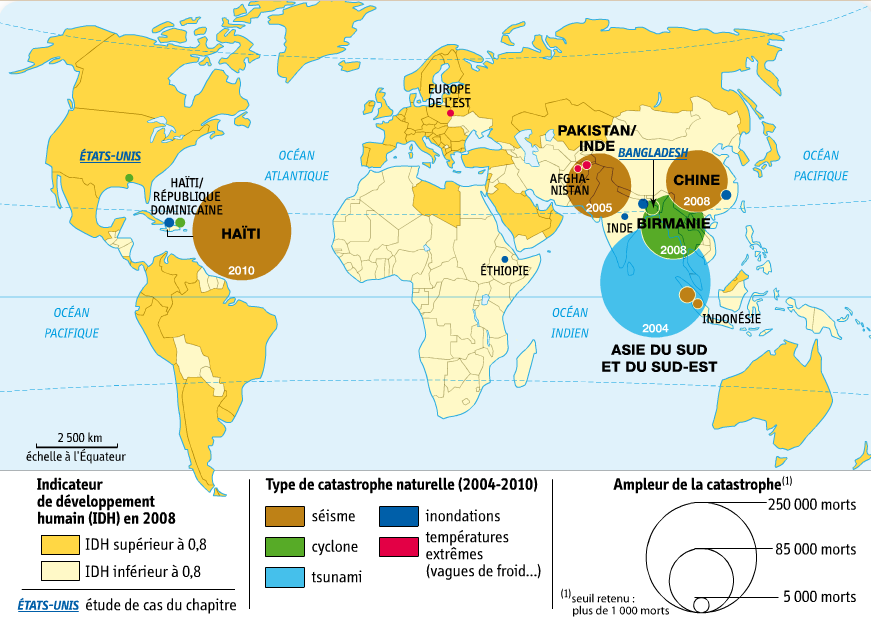 EUROPE
DE L'EST
ÉTATS-UNIS
OCÉAN
ATLANTIQUE
HAÏTI/
RÉPUBLIQUE
DOMINICAINE
HAÏTI
2010
PAKISTAN/
INDE
BANGLADESH
AFGHA-
NISTAN
2005
CHINE
2008
OCÉAN
PACIFIQUE
INDE
BIRMANIE
2008
ÉTHIOPIE
OCÉAN
PACIFIQUE
OCÉAN
INDIEN
2004
INDONÉSIE
ASIE DU SUD
ET DU SUD-EST
2 500 km
échelle à l'Équateur
Indicateur
de développement
humain (IDH) en 2008
IDH supérieur à 0,8
IDH inférieur à 0,8
ÉTATS-UNIS étude de cas du chapitre
Type de catastrophe naturelle (2004-2010)
séisme
cyclone
tsunami
inondations
températures
extrêmes
(vagues de froid...)
Ampleur de la catastrophe(1)
250 000 morts
85 000 morts
5 000 morts
(1)seuil retenu :
plus de 1 000 morts